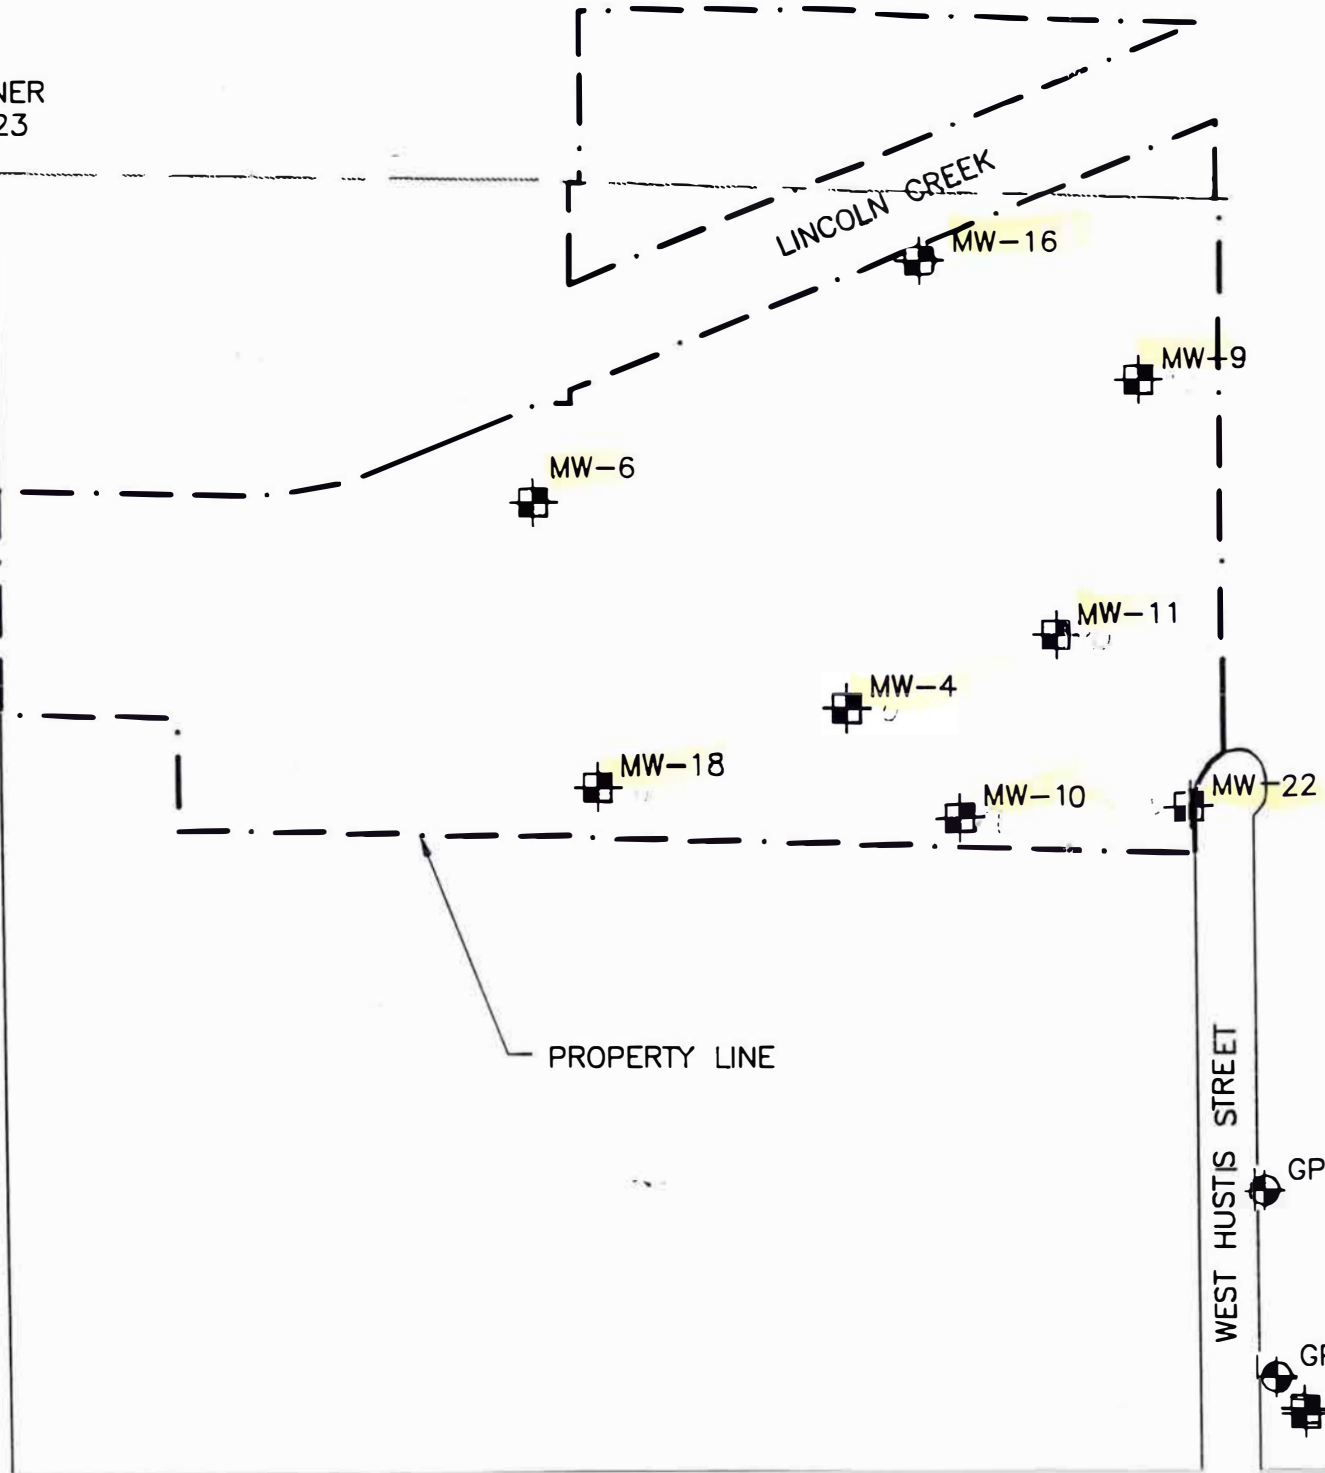 NER
23
LINCOLN CREEK
MW-16
MW-9
MW-6
MW-11
MW-4
MW-18
MW-10
MW-22
PROPERTY LINE
WEST HUSTIS STREET
GP